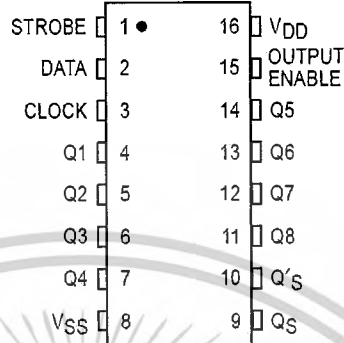 STROBE 1 16 VDD
DATA 2 15 OUTPUT ENABLE
CLOCK 3 14 Q5
Q1 4 13 Q6
Q2 5 12 Q7
Q3 6 11 Q8
Q4 7 10 Q'S
VSS 8 9 QS